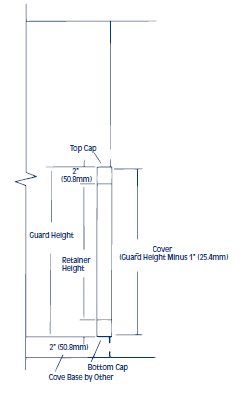 Top Cap
2"
(50.8mm)
Guard Height
Cover
(Guard Height Minus 1" (25.4mm)
Retainer
Height
2" (50.8mm)
Bottom Cap
Cove Base by Other